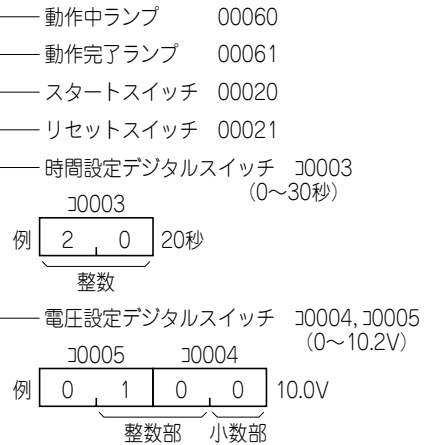 動作中ランプ 00060
動作完了ランプ 00061
スタートスイッチ 00020
リセットスイッチ 00021
時間設定デジタルスイッチ コ0003
(0〜30秒)
コ0003
例 2 0 20秒
整数
電圧設定デジタルスイッチ コ0004, コ0005
(0〜10.2V)
コ0005 コ0004
例 0 1 0 0 10.0V
整数部 小数部